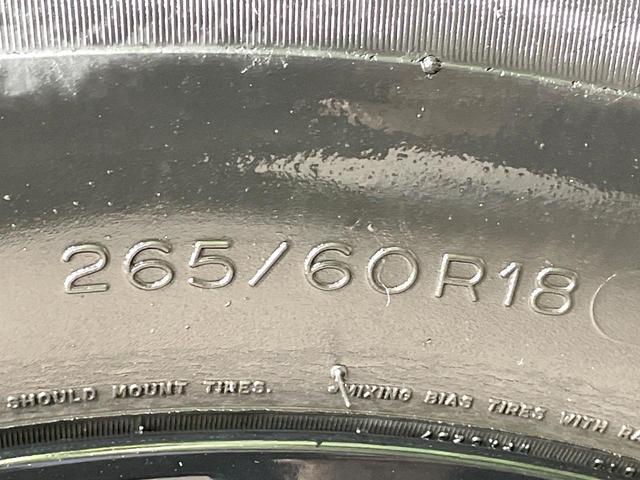 265/60R18
SHOULD MOUNT TIRES. MIXING BIAS TIRES WITH